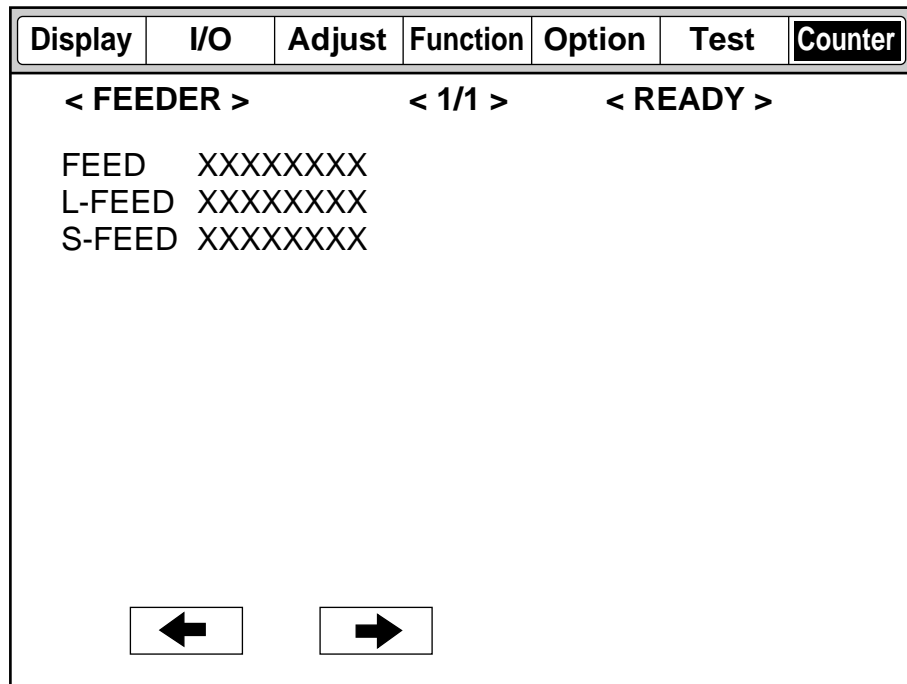 Display I/O Adjust Function Option Test Counter
< FEEDER > < 1/1 > < READY >
FEED XXXXXXXX
L-FEED XXXXXXXX
S-FEED XXXXXXXX